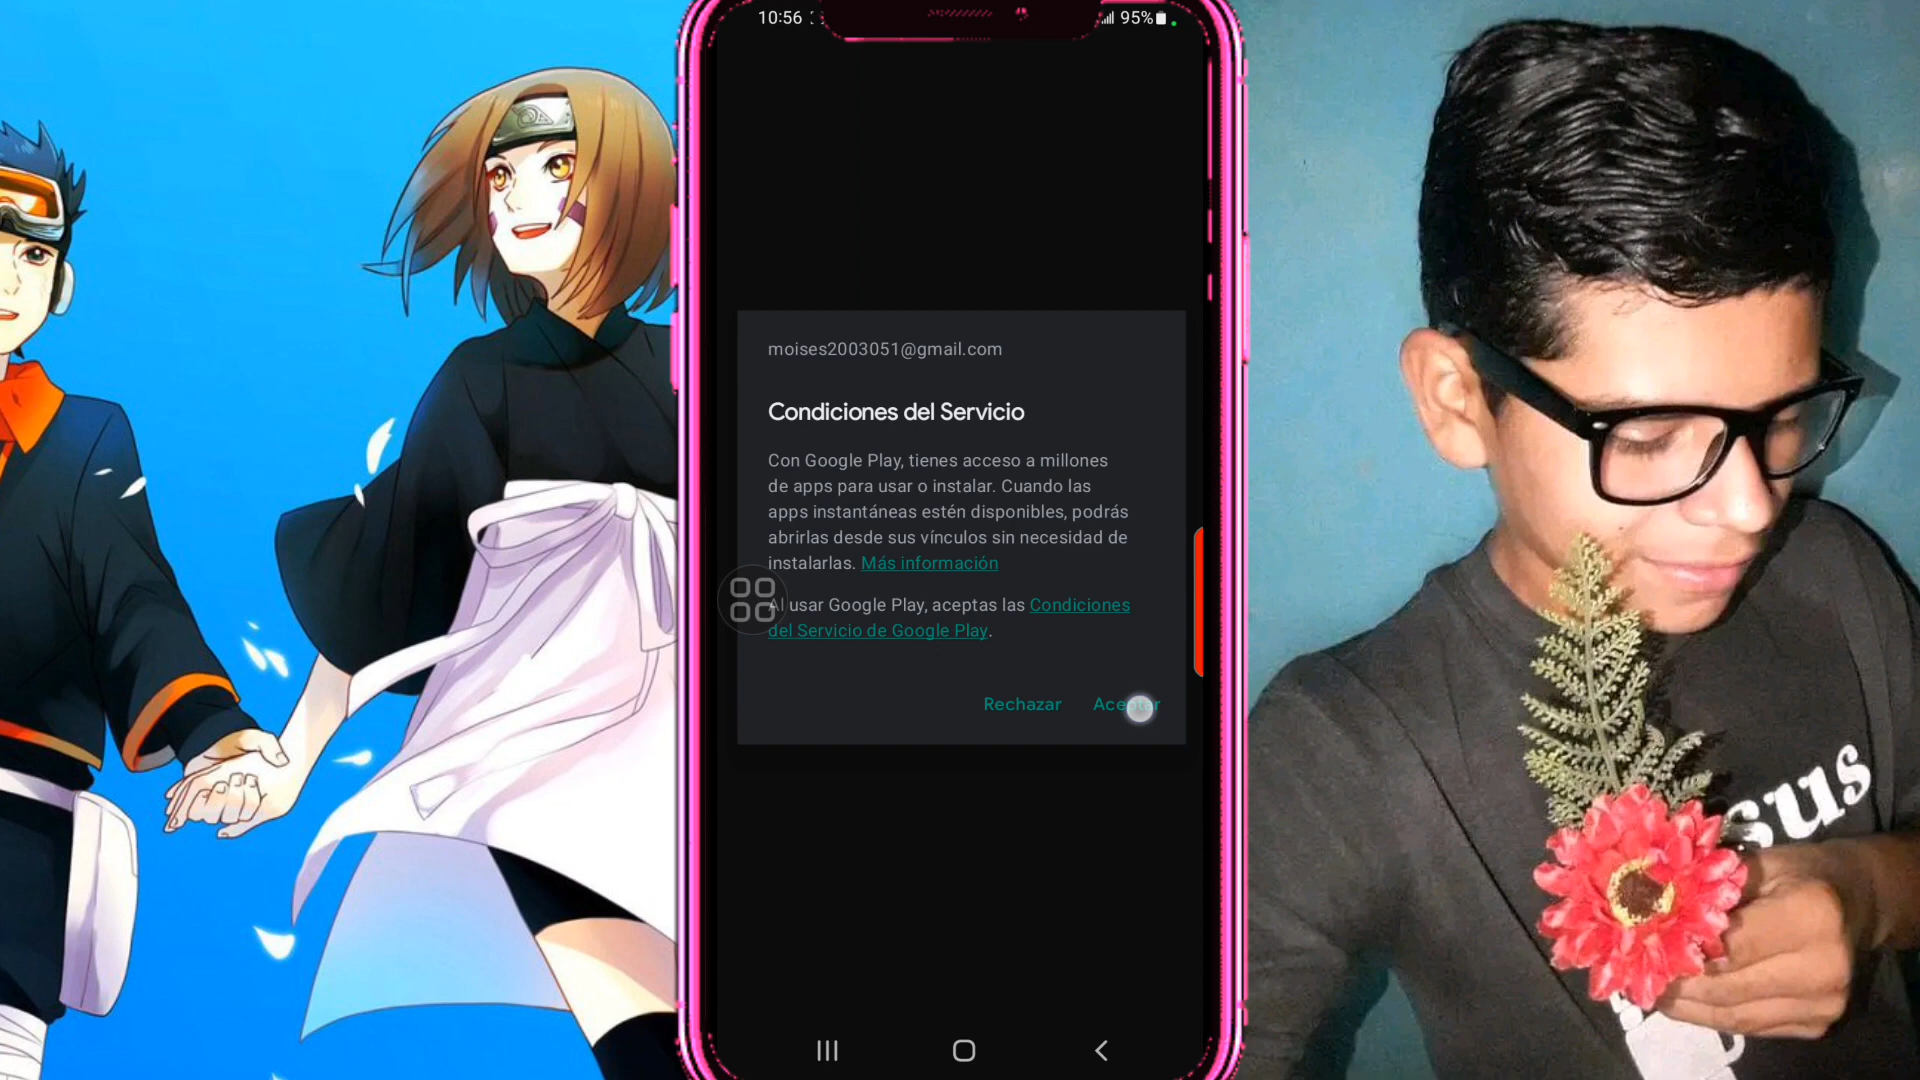 10:56
95%
moises2003051@gmail.com
Condiciones del Servicio
Con Google Play, tienes acceso a millones
de apps para usar o instalar. Cuando las
apps instantáneas estén disponibles, podrás
abrirlas desde sus vínculos sin necesidad de
instalarlas. Más información
Al usar Google Play, aceptas las Condiciones
del Servicio de Google Play.
Rechazar Aceptar
sus